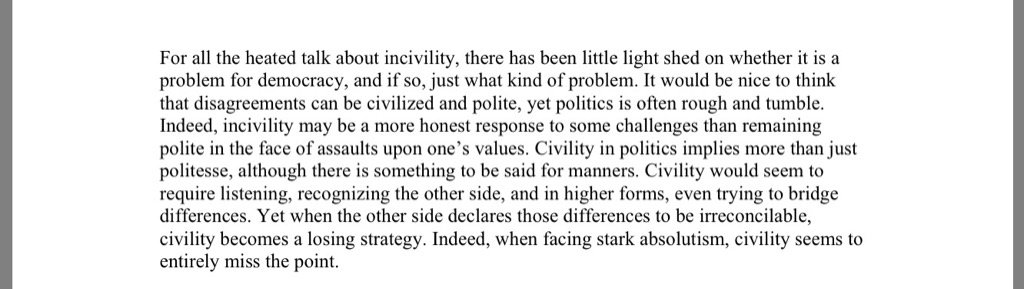 For all the heated talk about incivility, there has been little light shed on whether it is a
problem for democracy, and if so, just what kind of problem. It would be nice to think
that disagreements can be civilized and polite, yet politics is often rough and tumble.
Indeed, incivility may be a more honest response to some challenges than remaining
polite in the face of assaults upon one’s values. Civility in politics implies more than just
politesse, although there is something to be said for manners. Civility would seem to
require listening, recognizing the other side, and in higher forms, even trying to bridge
differences. Yet when the other side declares those differences to be irreconcilable,
civility becomes a losing strategy. Indeed, when facing stark absolutism, civility seems to
entirely miss the point.